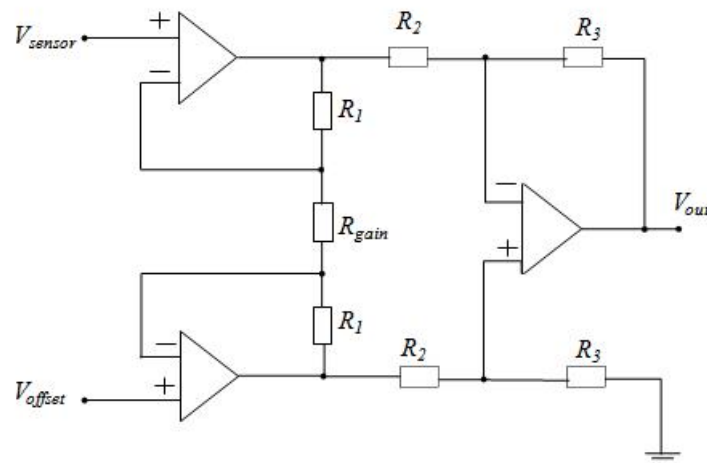 R2
R3
Vsensor
+
−
R1
Rgain
−
+
Vout
R1
−
+
R2
R3
Voffset